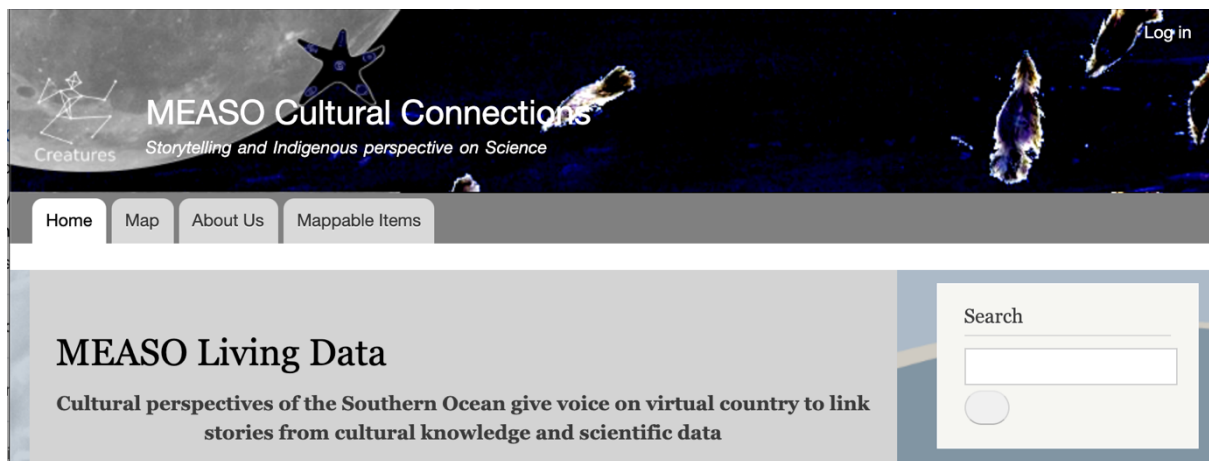 Log in
MEASO Cultural Connections
Creatures
Storytelling and Indigenous perspective on Science
Home
Map
About Us
Mappable Items
MEASO Living Data
Cultural perspectives of the Southern Ocean give voice on virtual country to link
stories from cultural knowledge and scientific data
Search